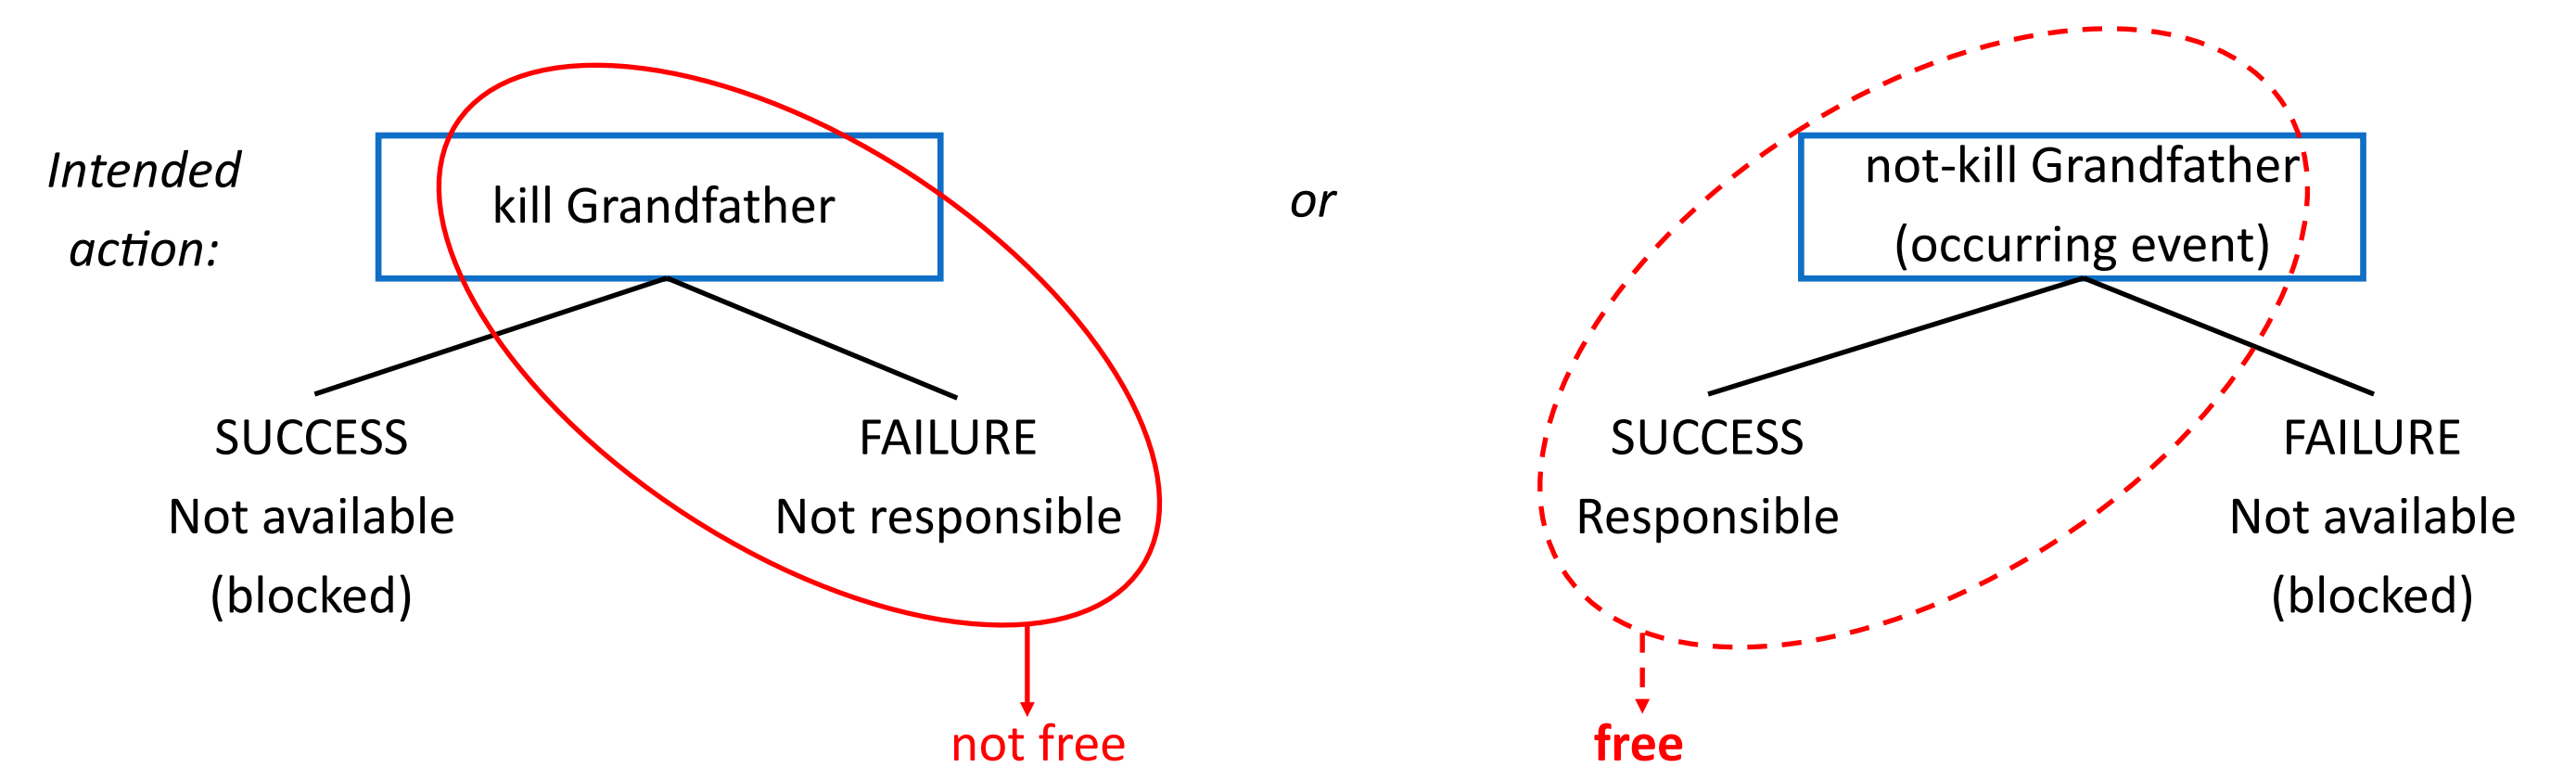 Intended
action:
kill Grandfather
or
not-kill Grandfather
(occurring event)
SUCCESS
Not available
(blocked)
FAILURE
Not responsible
SUCCESS
Responsible
FAILURE
Not available
(blocked)
not free
free